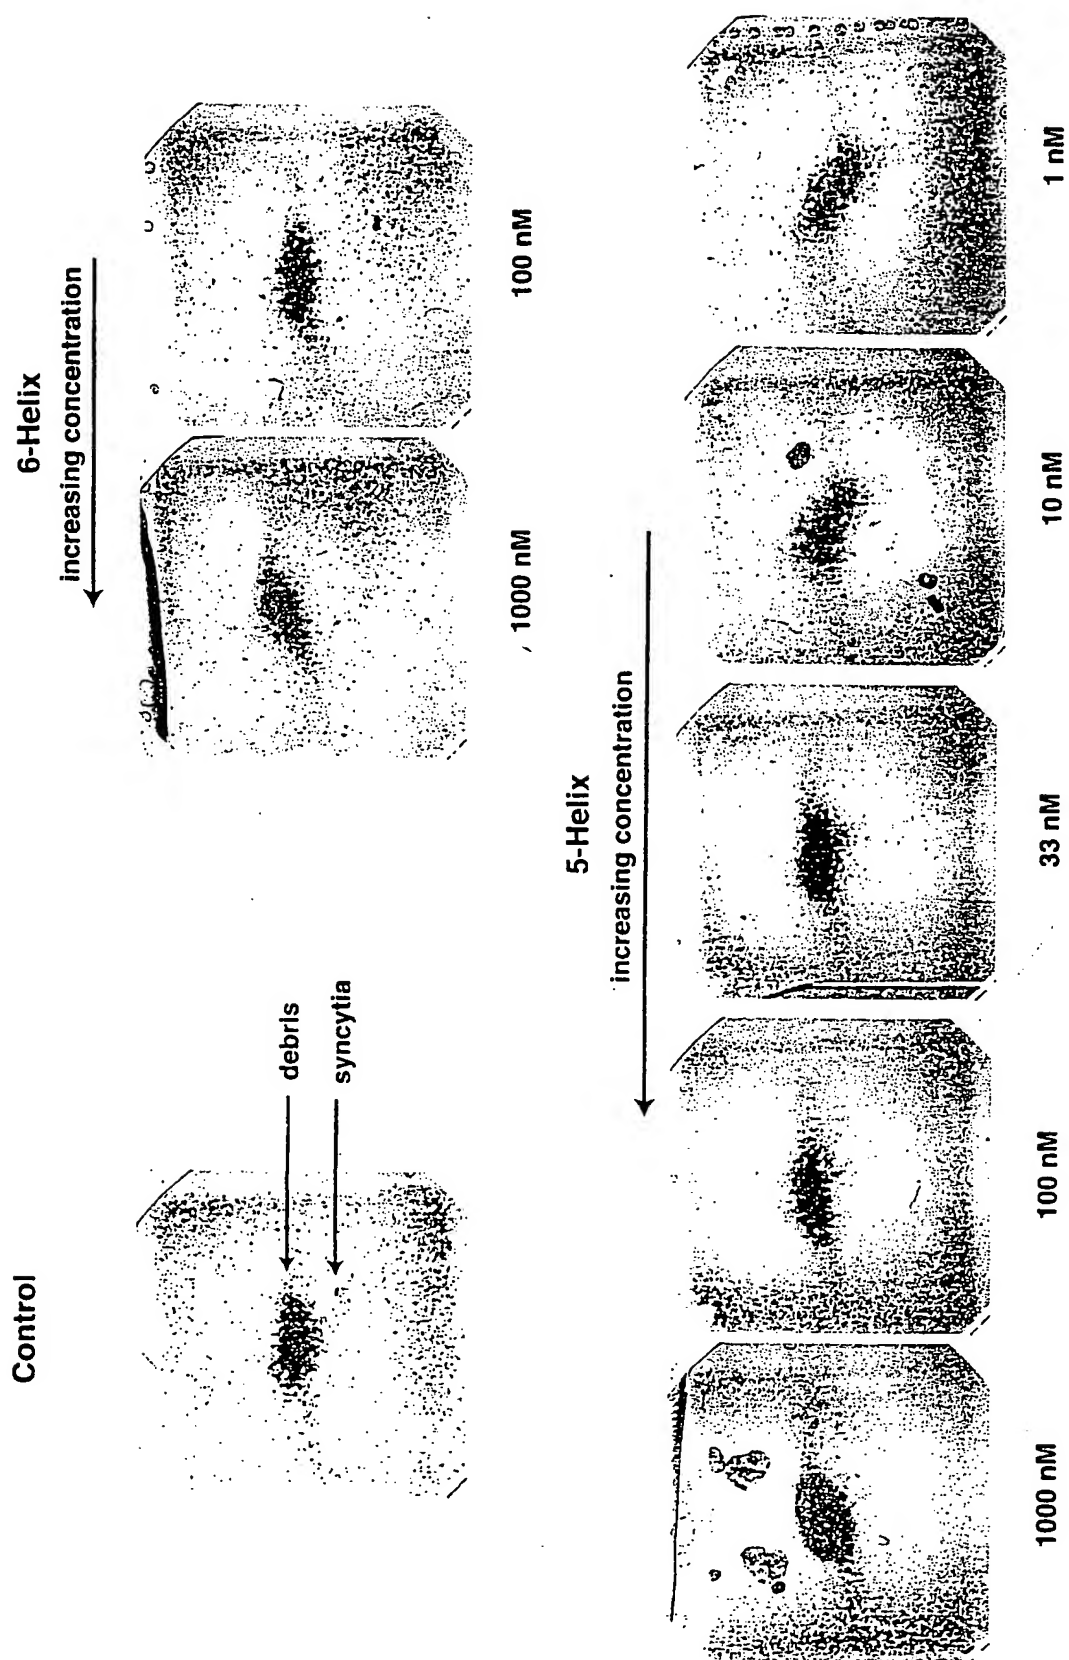 Control
6-Helix
increasing concentration
debris
syncytia
1000 nM
100 nM
5-Helix
increasing concentration
1000 nM
100 nM
33 nM
10 nM
1 nM